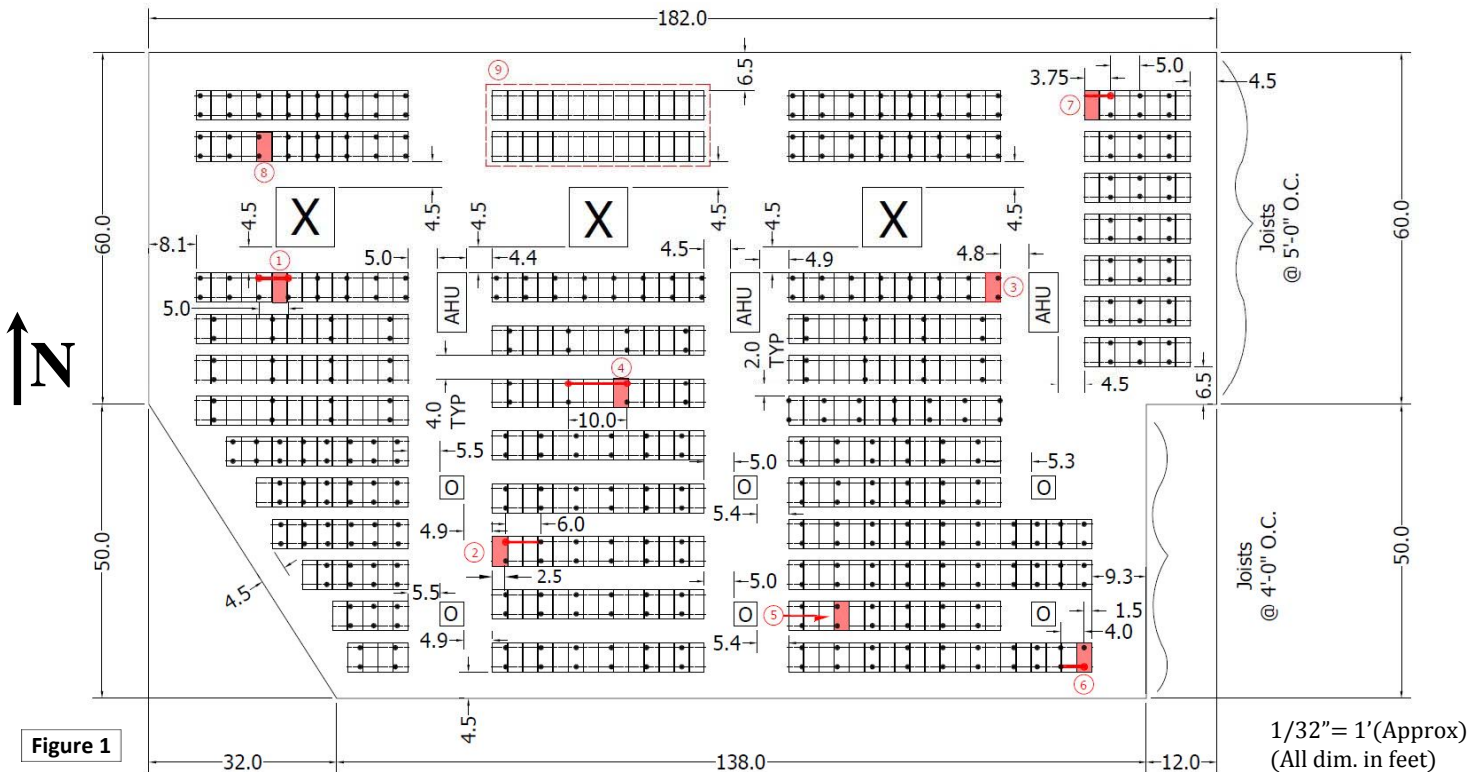 182.0
9
6.5
3.75
5.0
4.5
7
8
X
X
X
4.5
4.5
4.5
4.5
4.5
4.5
60.0
8.1
1
5.0
4.4
4.5
4.9
4.8
3
Joists
@ 5'-0" O.C.
60.0
AHU
AHU
AHU
5.0
N
4
2.0
TYP
4.5
6.5
4.0
TYP
10.0
5.5
5.0
5.3
O
O
O
4.9
5.4
6.0
2
2.5
50.0
4.5
5.5
5.0
9.3
Joists
@ 4'-0" O.C.
50.0
O
O
5
O
1.5
4.0
4.9
5.4
6
4.5
Figure 1
32.0
138.0
12.0
1/32"= 1'(Approx)
(All dim. in feet)